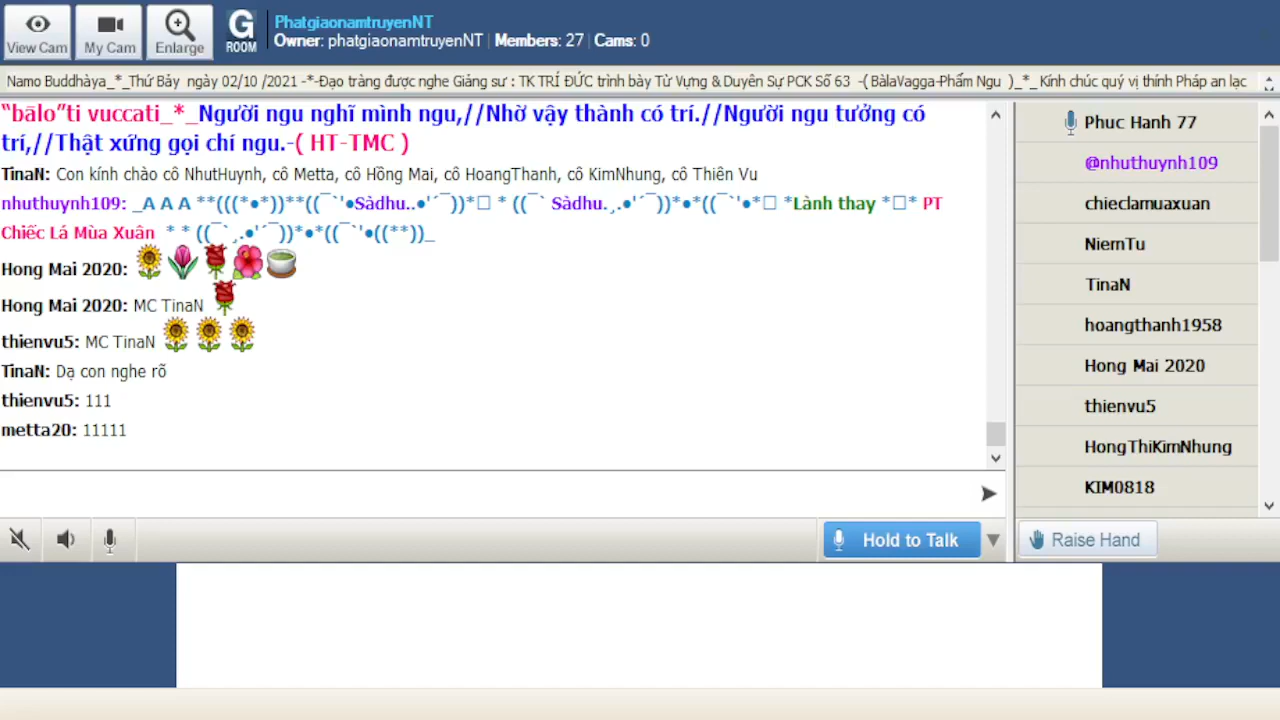 View Cam
My Cam
Enlarge
G
ROOM
PhatgiaonamtruyenNT
Owner: phatgiaonamtruyenNT | Members: 27 | Cams: 0
Namo Buddhàya_*_Thứ Bảy ngày 02/10 /2021 -*-Đạo tràng được nghe Giảng sư : TK TRÍ ĐỨC trình bày Từ Vựng & Duyên Sự PCK Số 63 -( BàlaVagga-Phẩm Ngu )_*_Kính chúc quý vị thính Pháp an lạc
“bālo”ti vuccati_*_Người ngu nghĩ mình ngu,//Nhờ vậy thành có trí.//Người ngu tưởng có
trí,//Thật xứng gọi chí ngu.-( HT-TMC )
TinaN: Con kính chào cô NhutHuynh, cô Metta, cô Hồng Mai, cô HoangThanh, cô KimNhung, cô Thiên Vu
nhuthuynh109: _A A A **(((*●*))**((¯`'●Sàdhu..●'´¯))*□ * ((¯` Sàdhu.¸.●'´¯))*●*((¯`'●*□ *Lành thay *□* PT
Chiếc Lá Mùa Xuân * * ((¯`¸.●'´¯))*●*((¯`'●((**))_
Hong Mai 2020:
Hong Mai 2020: MC TinaN
thienvu5: MC TinaN
TinaN: Dạ con nghe rõ
thienvu5: 111
metta20: 11111
Hold to Talk
Phuc Hanh 77
@nhuthuynh109
chieclamuaxuan
NiemTu
TinaN
hoangthanh1958
Hong Mai 2020
thienvu5
HongThiKimNhung
KIM0818
Raise Hand